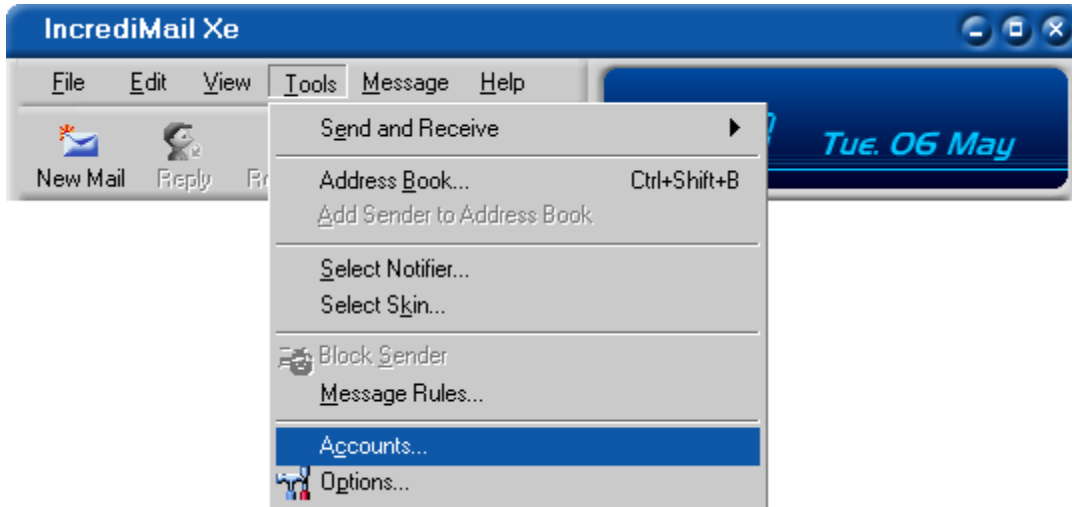 IncrediMail Xe
File Edit View Tools Message Help
New Mail Reply
Tue. 06 May
Send and Receive
Address Book... Ctrl+Shift+B
Add Sender to Address Book
Select Notifier...
Select Skin...
Block Sender
Message Rules...
Accounts...
Options...